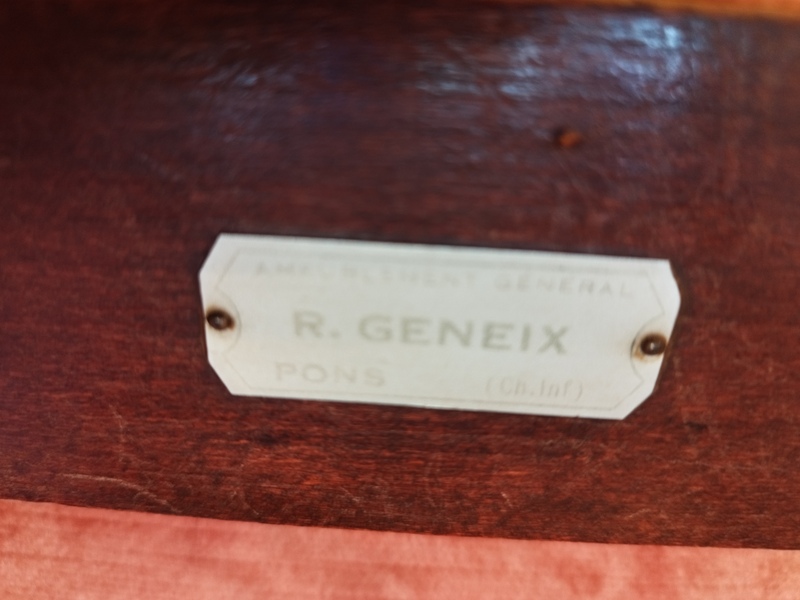 AMEUBLEMENT GENERAL
R. GENEIX
PONS (Ch.Inf)